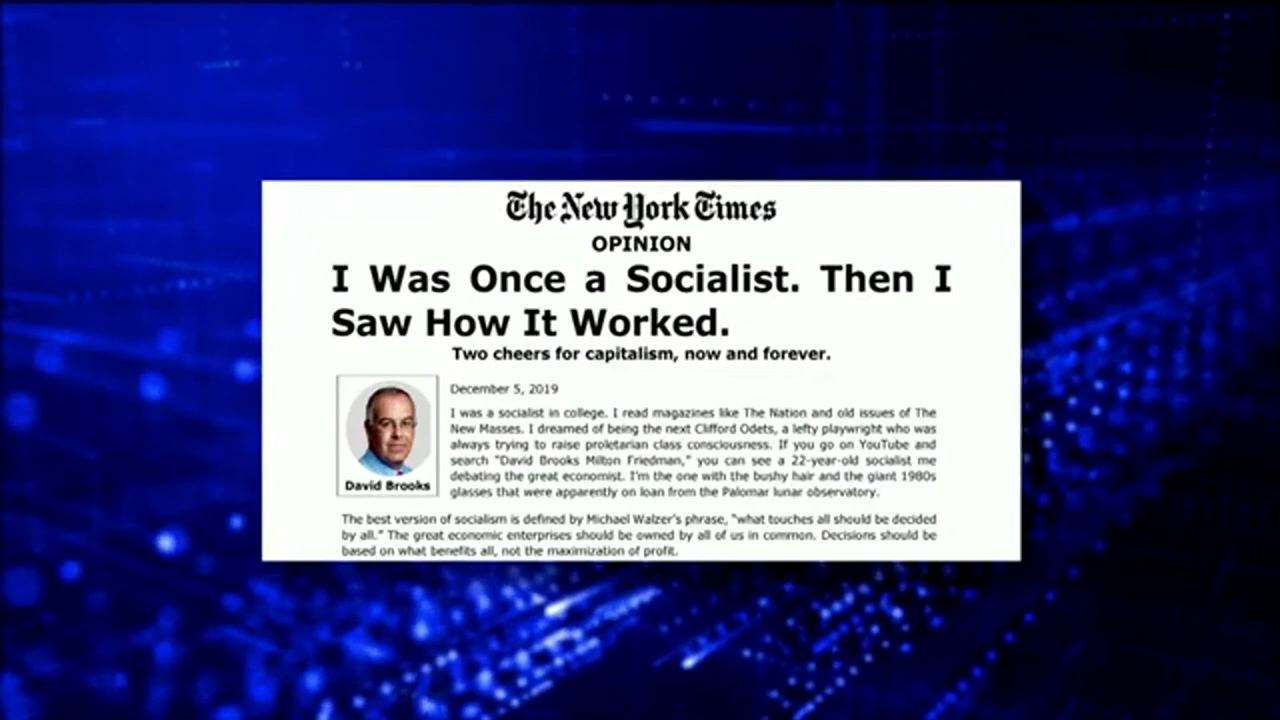 The New York Times
OPINION
I Was Once a Socialist. Then I
Saw How It Worked.
Two cheers for capitalism, now and forever.
December 5, 2019
I was a socialist in college. I read magazines like The Nation and old issues of The
New Masses. I dreamed of being the next Clifford Odets, a lefty playwright who was
always trying to raise proletarian class consciousness. If you go on YouTube and
search "David Brooks Milton Friedman," you can see a 22-year-old socialist me
debating the great economist. I'm the one with the bushy hair and the giant 1980s
glasses that were apparently on loan from the Palomar lunar observatory.
David Brooks
The best version of socialism is defined by Michael Walzer's phrase, "what touches all should be decided
by all." The great economic enterprises should be owned by all of us in common. Decisions should be
based on what benefits all, not the maximization of profit.